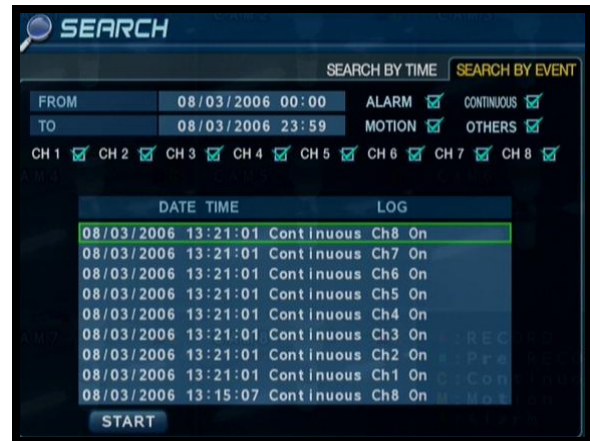 SEARCH
SEARCH BY TIME SEARCH BY EVENT
FROM 08/03/2006 00:00 ALARM CONTINUOUS
TO 08/03/2006 23:59 MOTION OTHERS
CH 1 CH 2 CH 3 CH 4 CH 5 CH 6 CH 7 CH 8
DATE TIME LOG
08/03/2006 13:21:01 Continuous Ch8 On
08/03/2006 13:21:01 Continuous Ch7 On
08/03/2006 13:21:01 Continuous Ch6 On
08/03/2006 13:21:01 Continuous Ch5 On
08/03/2006 13:21:01 Continuous Ch4 On
08/03/2006 13:21:01 Continuous Ch3 On
08/03/2006 13:21:01 Continuous Ch2 On
08/03/2006 13:21:01 Continuous Ch1 On
08/03/2006 13:15:07 Continuous Ch8 On
START